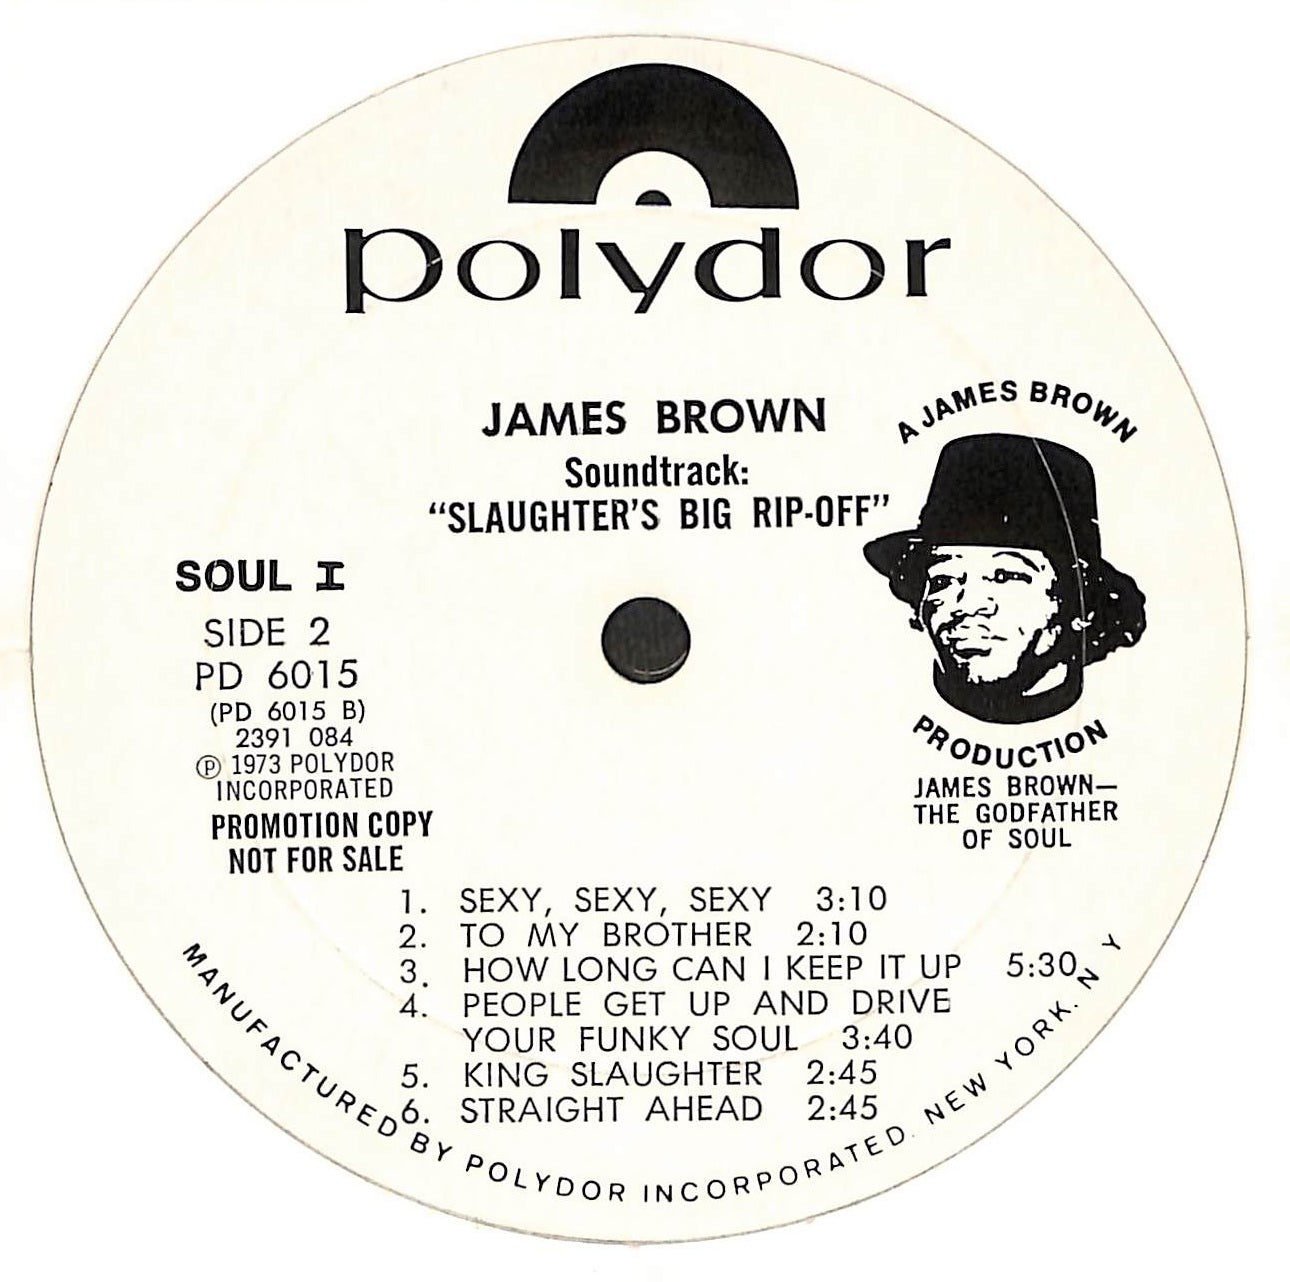 polydor
JAMES BROWN
Soundtrack:
“SLAUGHTER’S BIG RIP-OFF”
A JAMES BROWN
PRODUCTION
JAMES BROWN—
THE GODFATHER
OF SOUL
SOUL I
SIDE 2
PD 6015
(PD 6015 B)
2391 084
℗ 1973 POLYDOR
INCORPORATED
PROMOTION COPY
NOT FOR SALE
1. SEXY, SEXY, SEXY 3:10
2. TO MY BROTHER 2:10
3. HOW LONG CAN I KEEP IT UP 5:30
4. PEOPLE GET UP AND DRIVE
YOUR FUNKY SOUL 3:40
5. KING SLAUGHTER 2:45
6. STRAIGHT AHEAD 2:45
MANUFACTURED BY POLYDOR INCORPORATED. NEW YORK. N Y